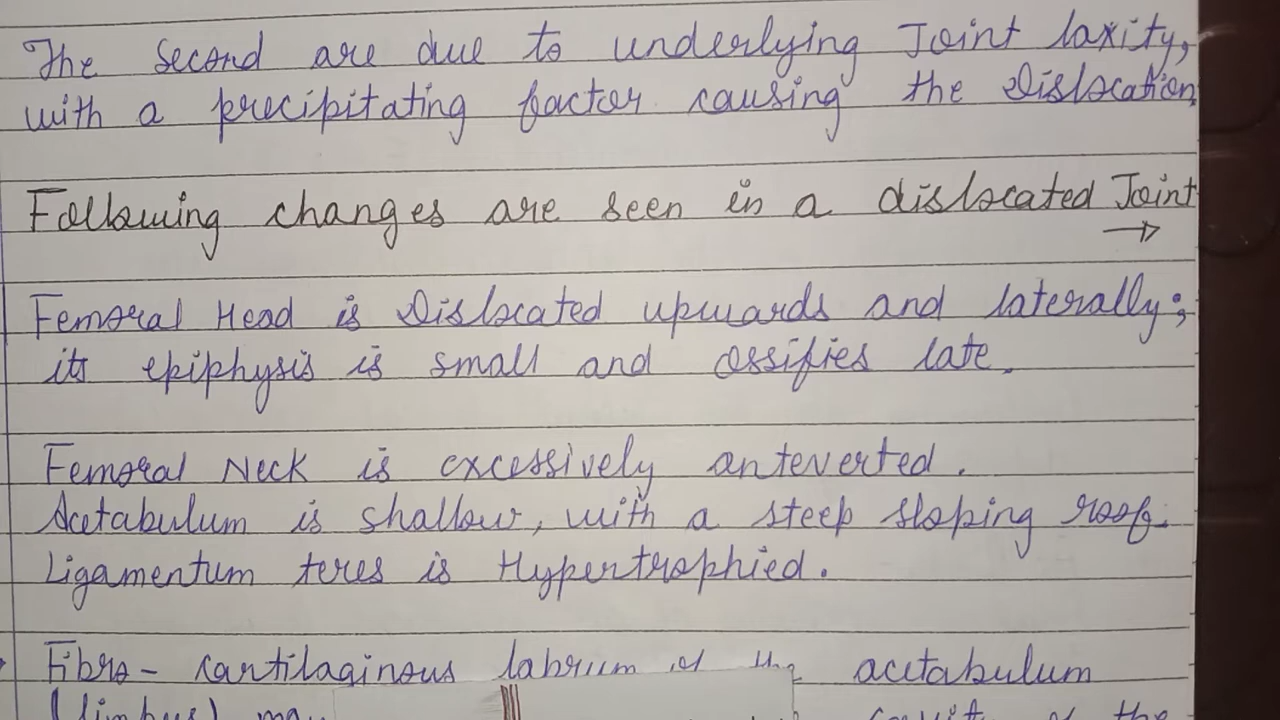 The second are due to underlying Joint laxity,
with a precipitating factor causing the Dislocation
Following changes are seen in a dislocated Joint
→
Femoral Head is Dislocated upwards and laterally;
its epiphysis is small and ossifies late.
Femoral Neck is excessively anteverted.
Acetabulum is shallow, with a steep sloping roof.
Ligamentum teres is Hypertrophied.
Fibro- cartilaginous labrum of the acetabulum
(limbus) of the